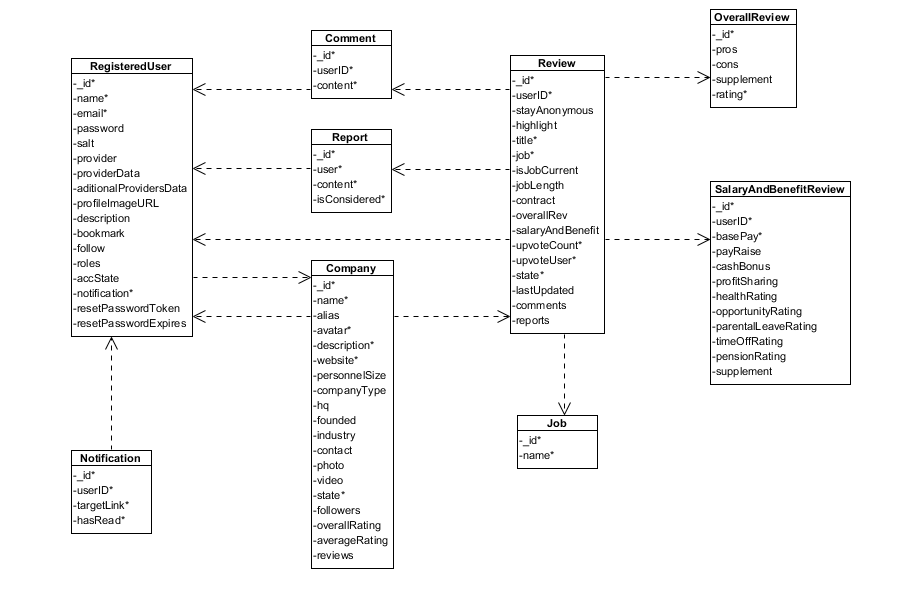 RegisteredUser
-_id*
-name*
-email*
-password
-salt
-provider
-providerData
-aditionalProvidersData
-profileImageURL
-description
-bookmark
-follow
-roles
-accState
-notification*
-resetPasswordToken
-resetPasswordExpires
Notification
-_id*
-userID*
-targetLink*
-hasRead*
Comment
-_id*
-userID*
-content*
Report
-_id*
-user*
-content*
-isConsidered*
Company
-_id*
-name*
-alias
-avatar*
-description*
-website*
-personnelSize
-companyType
-hq
-founded
-industry
-contact
-photo
-video
-state*
-followers
-overallRating
-averageRating
-reviews
Review
-_id*
-userID*
-stayAnonymous
-highlight
-title*
-job*
-isJobCurrent
-jobLength
-contract
-overallRev
-salaryAndBenefit
-upvoteCount*
-upvoteUser*
-state*
-lastUpdated
-comments
-reports
Job
-_id*
-name*
OverallReview
-_id*
-pros
-cons
-supplement
-rating*
SalaryAndBenefitReview
-_id*
-userID*
-basePay*
-payRaise
-cashBonus
-profitSharing
-healthRating
-opportunityRating
-parentalLeaveRating
-timeOffRating
-pensionRating
-supplement